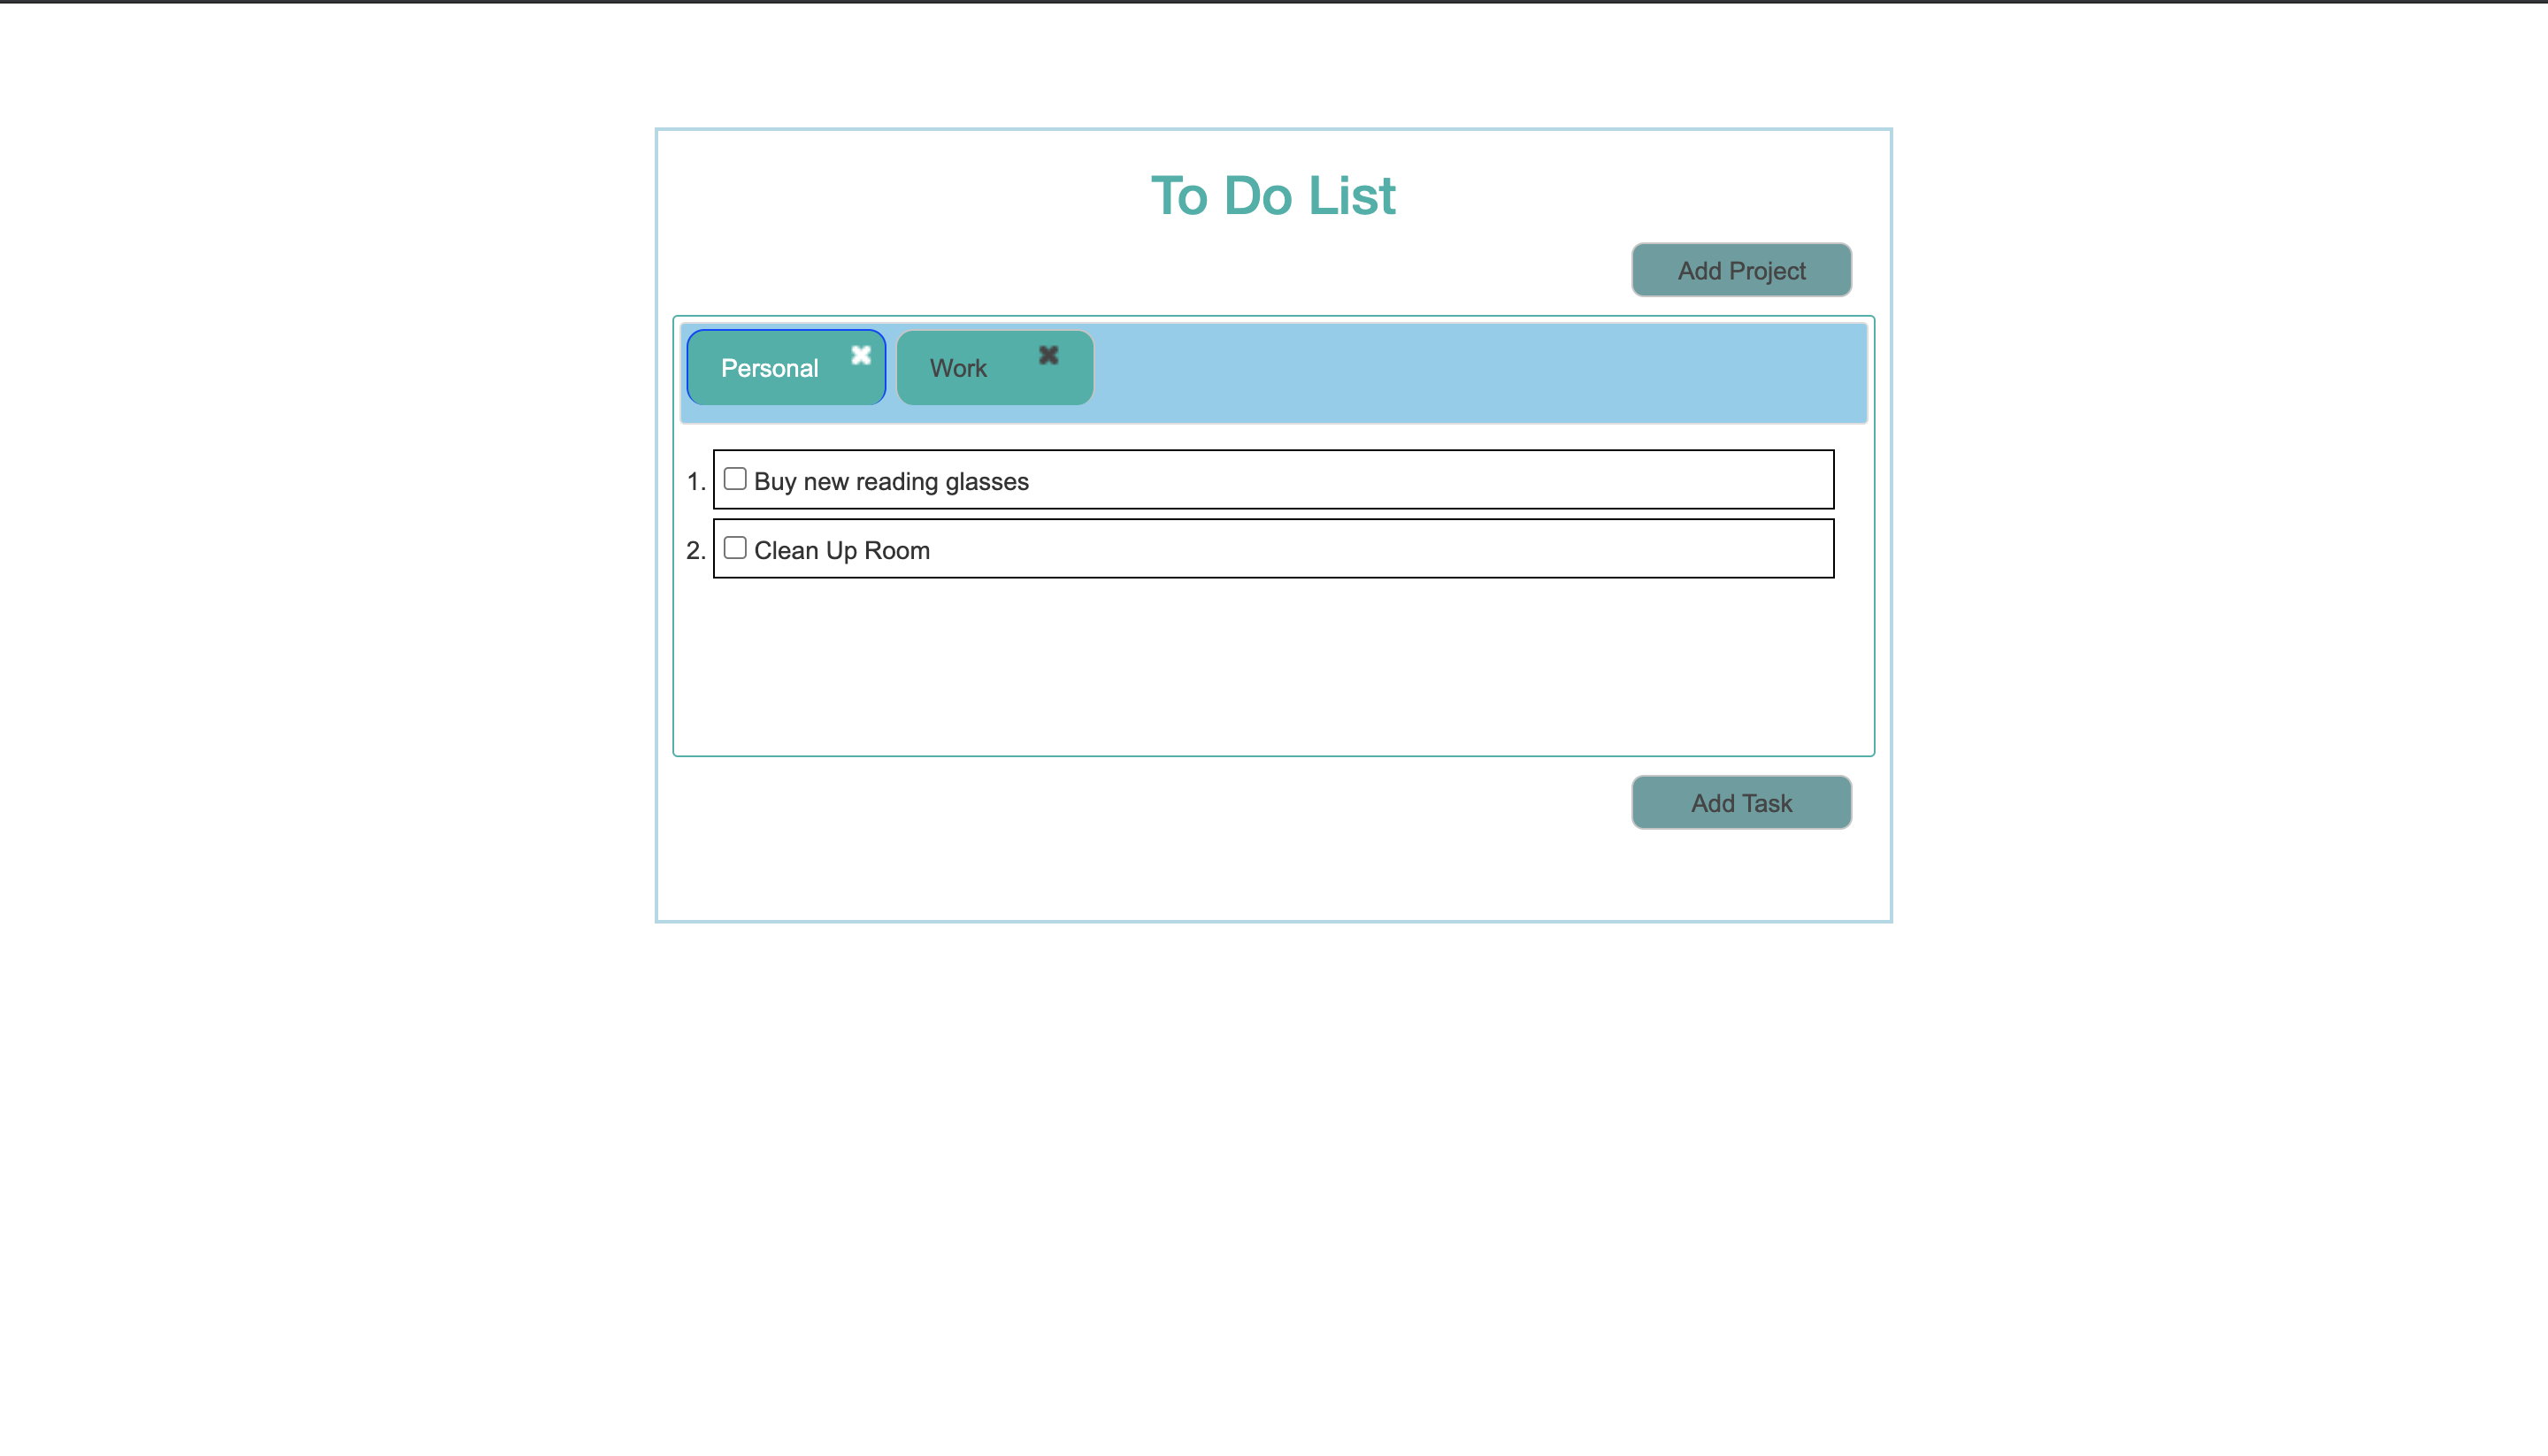 To Do List
Add Project
Personal
Work
1. Buy new reading glasses
2. Clean Up Room
Add Task